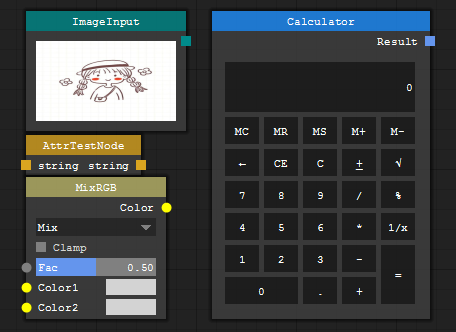 ImageInput
AttrTestNode
string string
MixRGB
Color
Mix
Clamp
Fac 0.50
Color1
Color2
Calculator
Result
0
MC MR MS M+ M-
← CE C ± √
7 8 9 / %
4 5 6 * 1/x
1 2 3 -
=
0 . +